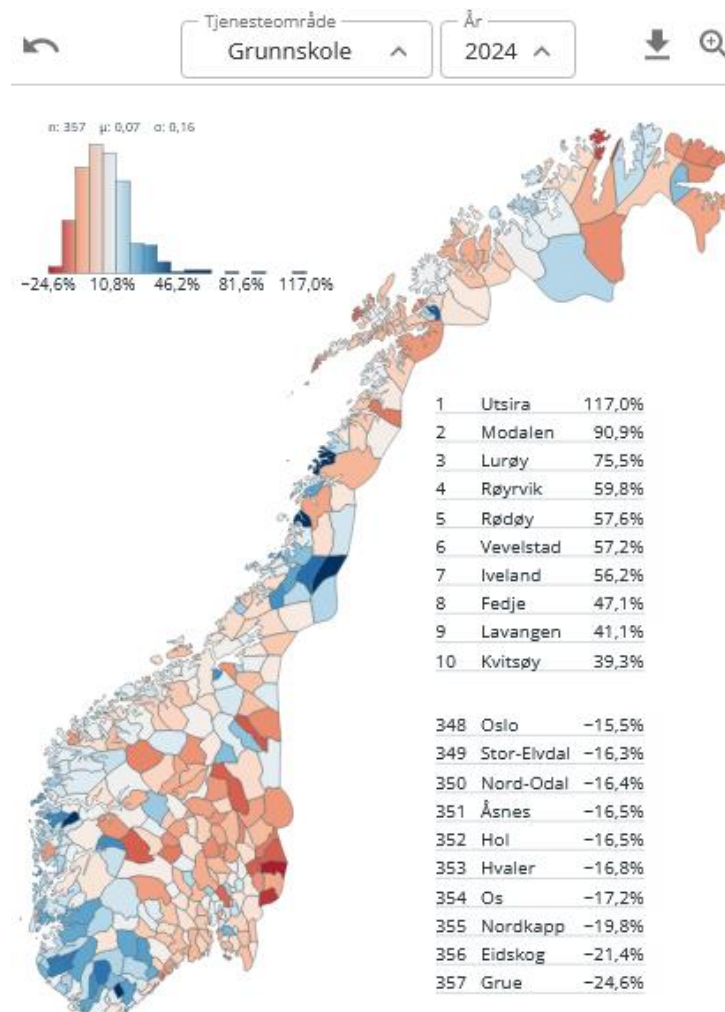 Tjenesteområde
Grunnskole
År
2024
n: 357 μ: 0,07 σ: 0,16
−24,6% 10,8% 46,2% 81,6% 117,0%
1 Utsira 117,0%
2 Modalen 90,9%
3 Lurøy 75,5%
4 Røyrvik 59,8%
5 Rødøy 57,6%
6 Vevelstad 57,2%
7 Iveland 56,2%
8 Fedje 47,1%
9 Lavangen 41,1%
10 Kvitsøy 39,3%
348 Oslo −15,5%
349 Stor-Elvdal −16,3%
350 Nord-Odal −16,4%
351 Åsnes −16,5%
352 Hol −16,5%
353 Hvaler −16,8%
354 Os −17,2%
355 Nordkapp −19,8%
356 Eidskog −21,4%
357 Grue −24,6%